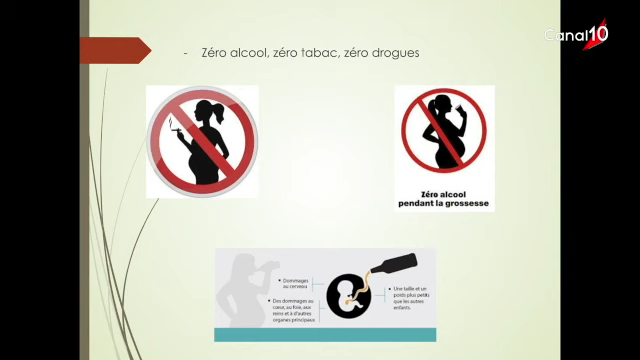 Canal10
- Zéro alcool, zéro tabac, zéro drogues
Zéro alcool
pendant la grossesse
Dommages
au cerveau
Des dommages au
cœur, au foie, aux
reins et à d'autres
organes principaux
Une taille et un
poids plus petits
que les autres
enfants.